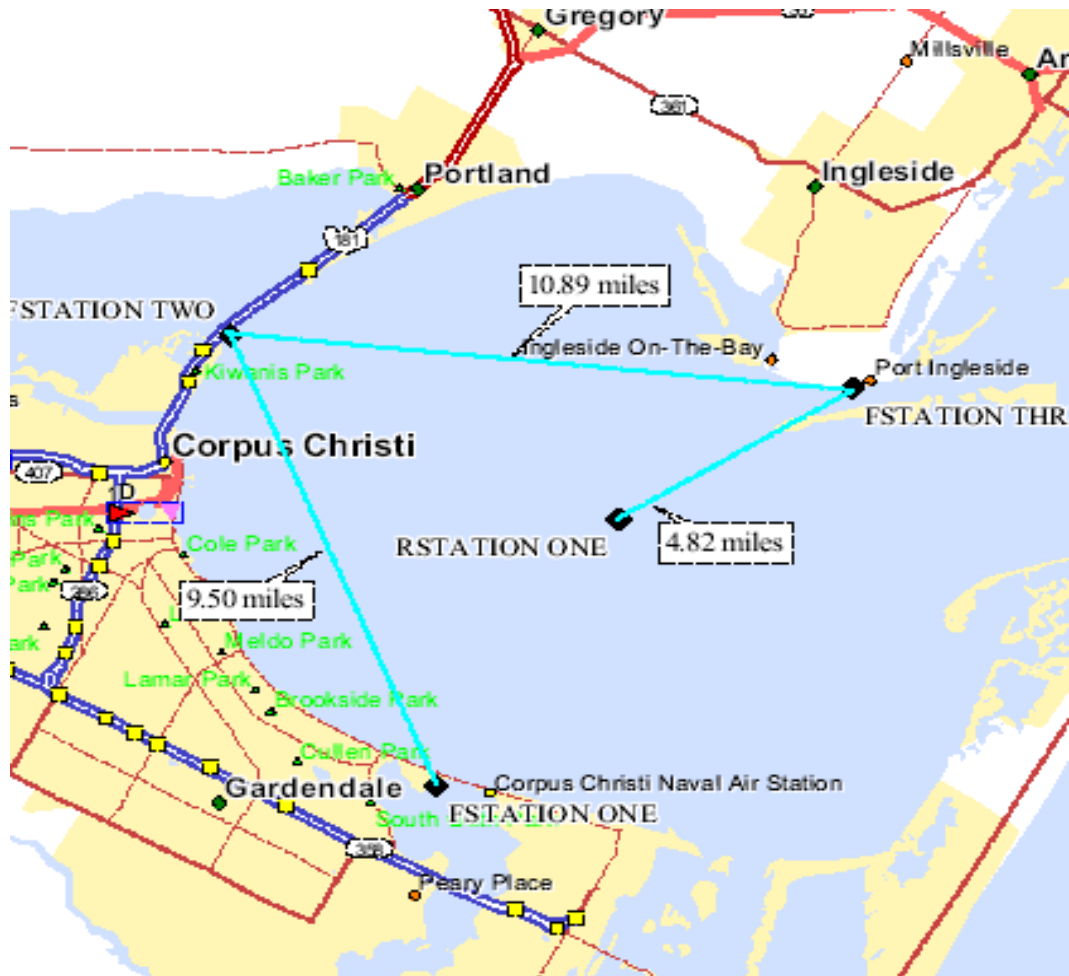 Gregory
Millsville
Ar
361
Ingleside
Baker Park
Portland
181
10.89 miles
FSTATION TWO
Ingleside On-The-Bay
Kiwanis Park
Port Ingleside
FSTATION THR
s
Corpus Christi
407
D
ns Park
Cole Park
RSTATION ONE
4.82 miles
Park
Park
286
9.50 miles
ark
Meldo Park
Lamar Park
Brookside Park
Cullen Park
Corpus Christi Naval Air Station
Gardendale
FSTATION ONE
South
358
Peary Place